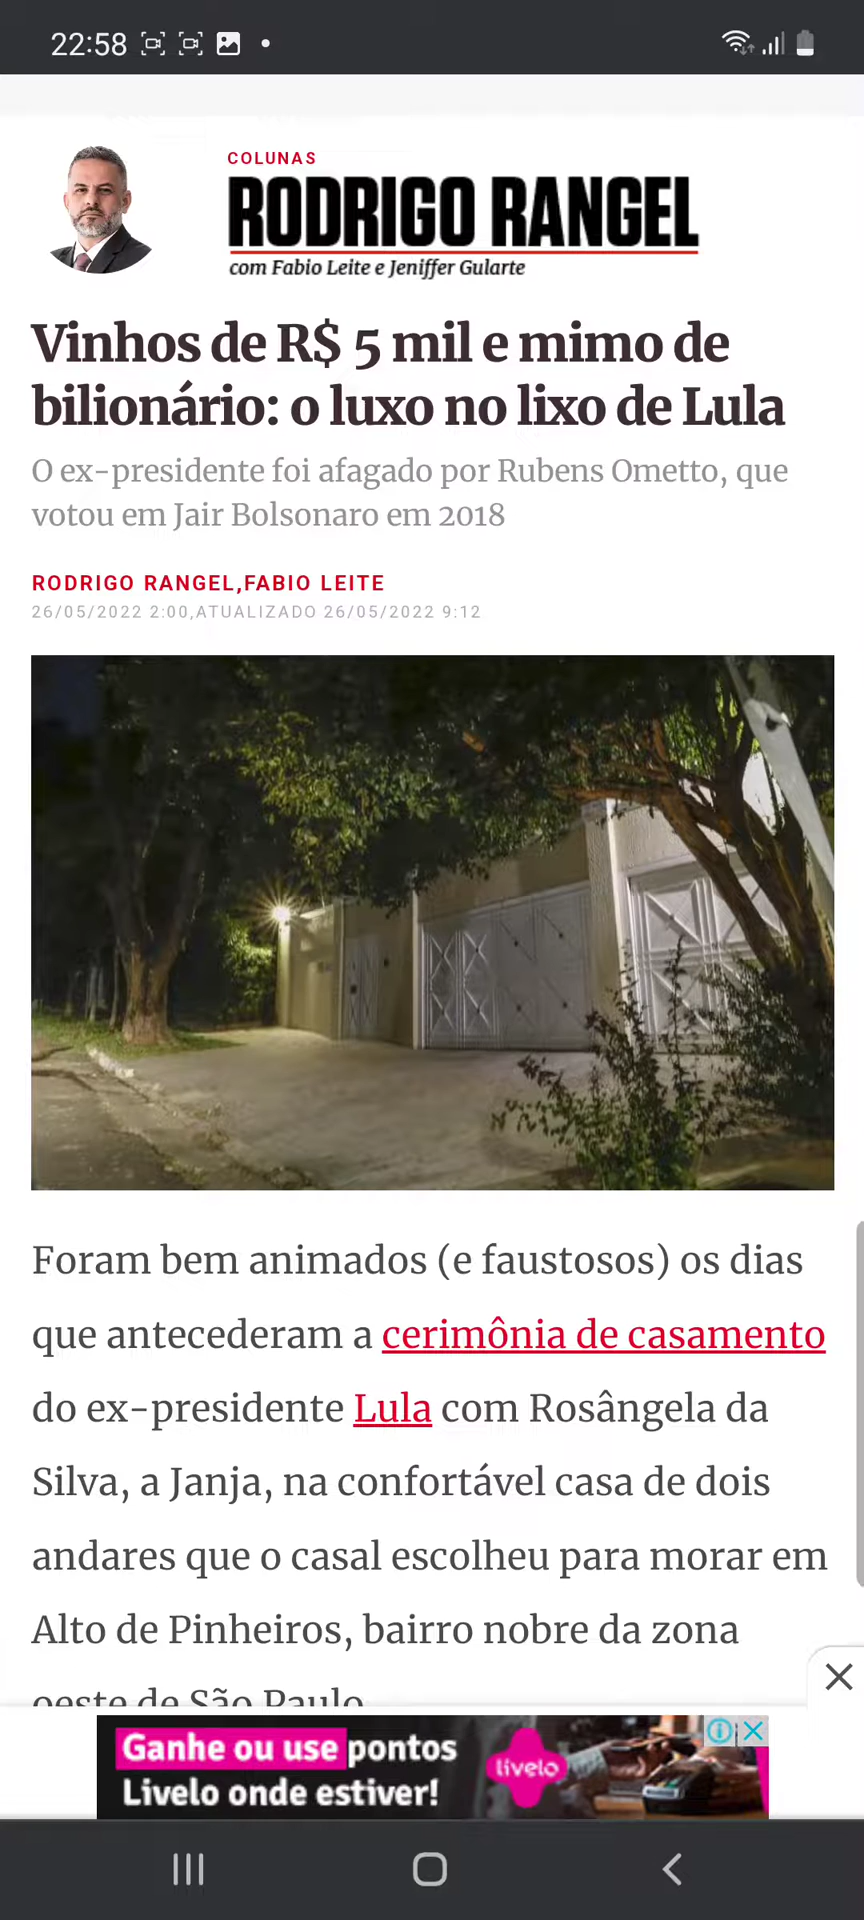 22:58
COLUNAS
RODRIGO RANGEL
com Fabio Leite e Jeniffer Gularte
Vinhos de R$ 5 mil e mimo de
bilionário: o luxo no lixo de Lula
O ex-presidente foi afagado por Rubens Ometto, que
votou em Jair Bolsonaro em 2018
RODRIGO RANGEL,FABIO LEITE
26/05/2022 2:00,ATUALIZADO 26/05/2022 9:12
Foram bem animados (e faustosos) os dias
que antecederam a cerimônia de casamento
do ex-presidente Lula com Rosângela da
Silva, a Janja, na confortável casa de dois
andares que o casal escolheu para morar em
Alto de Pinheiros, bairro nobre da zona
oeste de São Paulo
Ganhe ou use pontos
Livelo onde estiver!
livelo